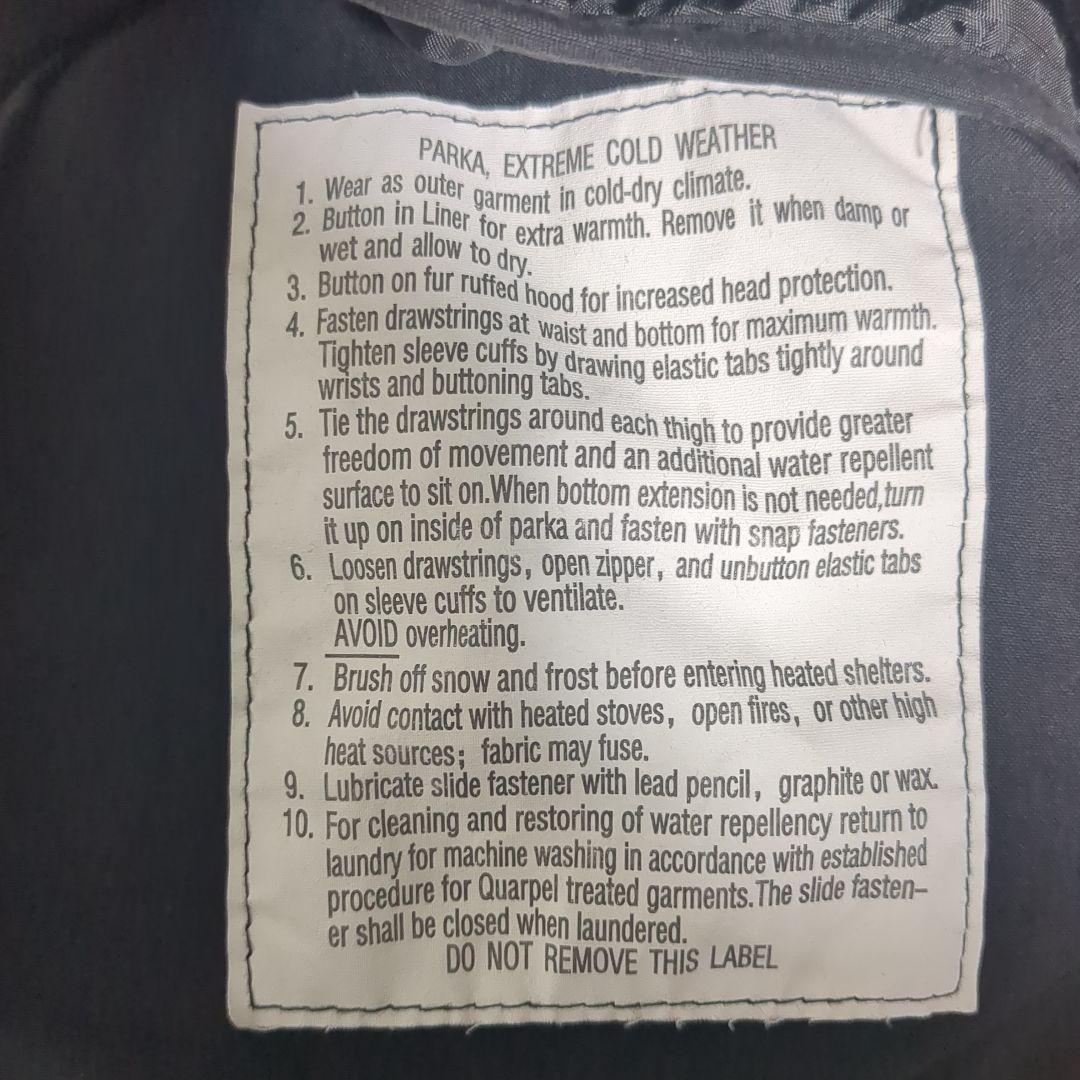 PARKA, EXTREME COLD WEATHER
1. Wear as outer garment in cold-dry climate.
2. Button in Liner for extra warmth. Remove it when damp or
wet and allow to dry.
3. Button on fur ruffed hood for increased head protection.
4. Fasten drawstrings at waist and bottom for maximum warmth.
Tighten sleeve cuffs by drawing elastic tabs tightly around
wrists and buttoning tabs.
5. Tie the drawstrings around each thigh to provide greater
freedom of movement and an additional water repellent
surface to sit on.When bottom extension is not needed,turn
it up on inside of parka and fasten with snap fasteners.
6. Loosen drawstrings, open zipper, and unbutton elastic tabs
on sleeve cuffs to ventilate.
AVOID overheating.
7. Brush off snow and frost before entering heated shelters.
8. Avoid contact with heated stoves, open fires, or other high
heat sources; fabric may fuse.
9. Lubricate slide fastener with lead pencil, graphite or wax.
10. For cleaning and restoring of water repellency return to
laundry for machine washing in accordance with established
procedure for Quarpel treated garments.The slide fasten-
er shall be closed when laundered.
DO NOT REMOVE THIS LABEL